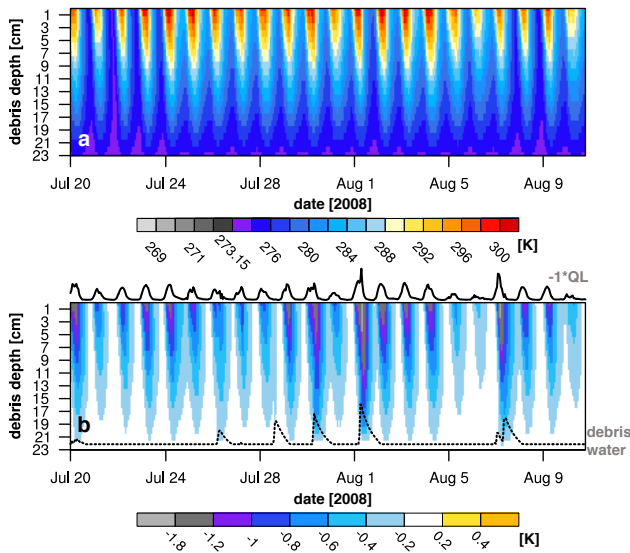 debris depth [cm]
1
3
5
7
9
11
13
15
17
19
21
23
a
Jul 20 Jul 24 Jul 28 Aug 1 Aug 5 Aug 9
date [2008]
269 271 273.15 276 280 284 288 292 296 300 [K]
-1*QL
debris depth [cm]
1
3
5
7
9
11
13
15
17
19
21
23
b
debris
water
Jul 20 Jul 24 Jul 28 Aug 1 Aug 5 Aug 9
date [2008]
-1.8 -1.2 -1 -0.8 -0.6 -0.4 -0.2 0.2 0.4 [K]